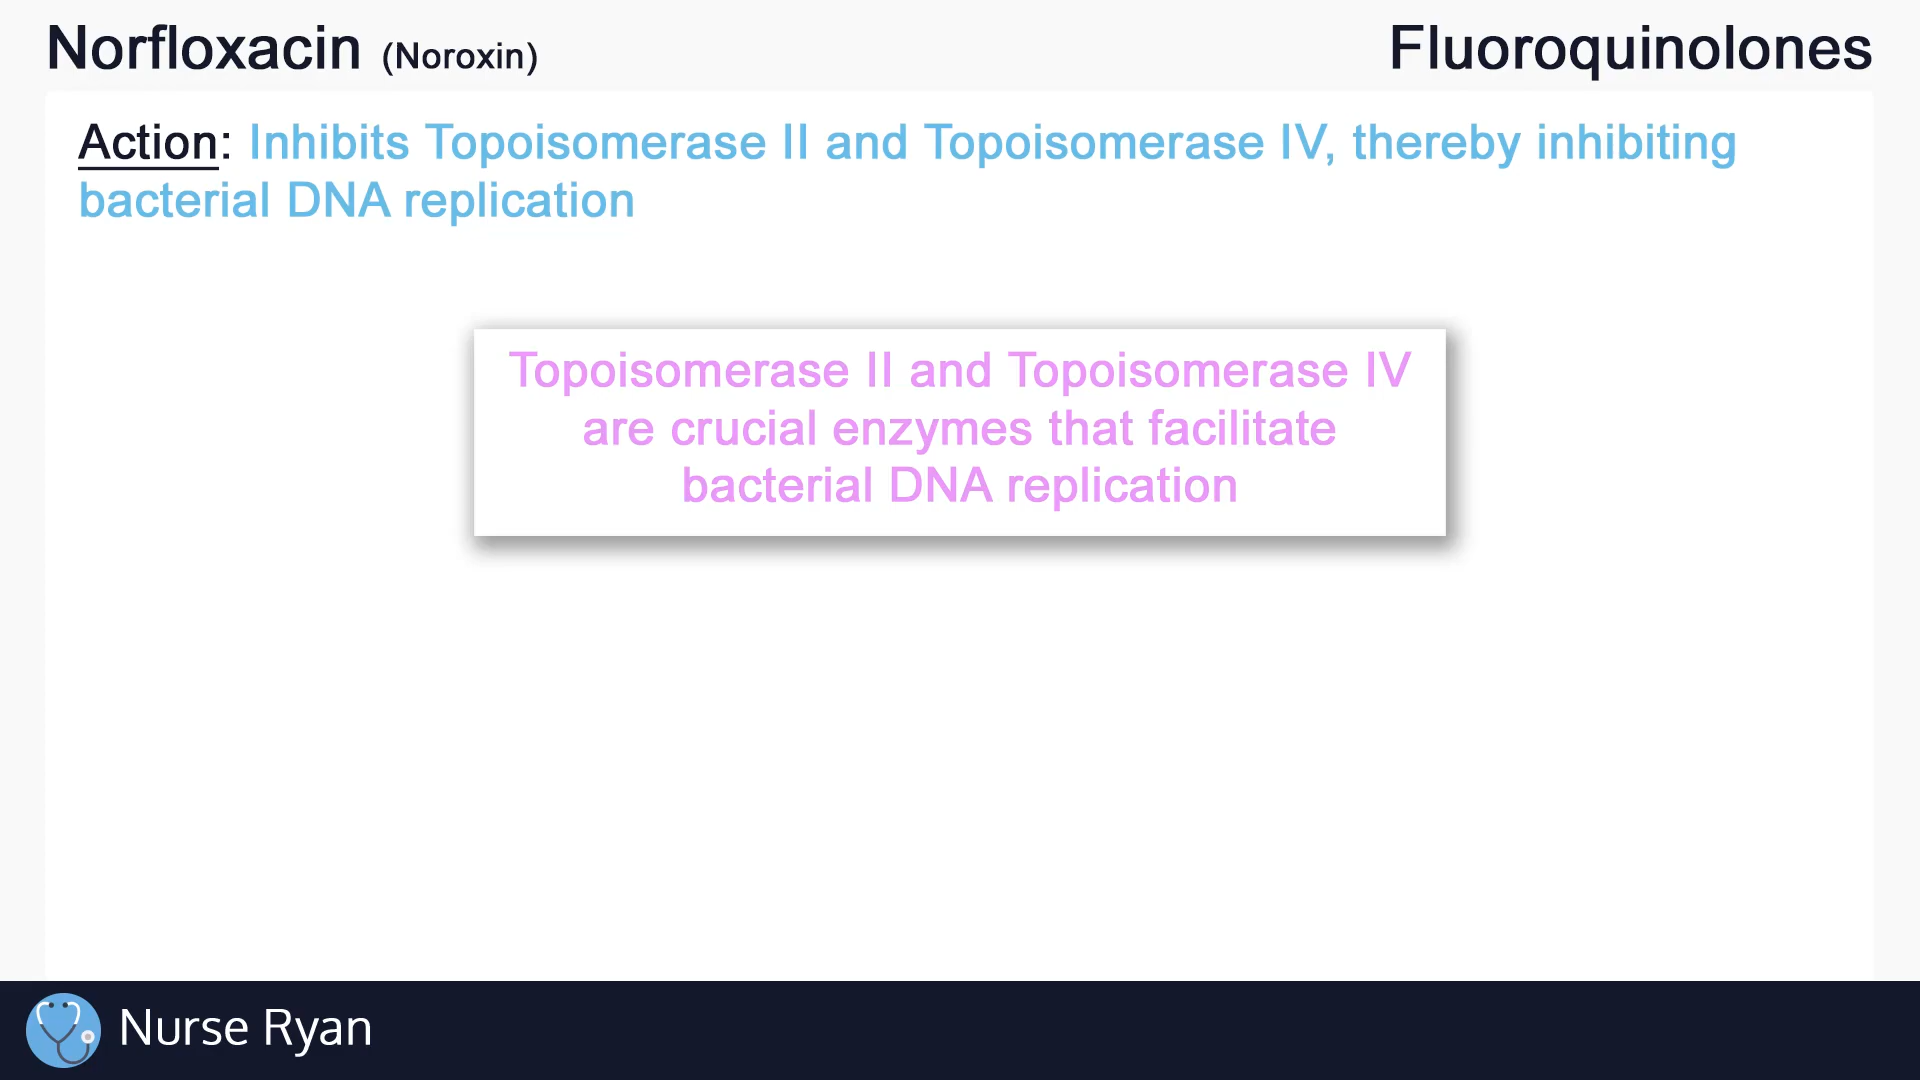 Norfloxacin (Noroxin)
Fluoroquinolones
Action: Inhibits Topoisomerase II and Topoisomerase IV, thereby inhibiting
bacterial DNA replication
Topoisomerase II and Topoisomerase IV
are crucial enzymes that facilitate
bacterial DNA replication
Nurse Ryan